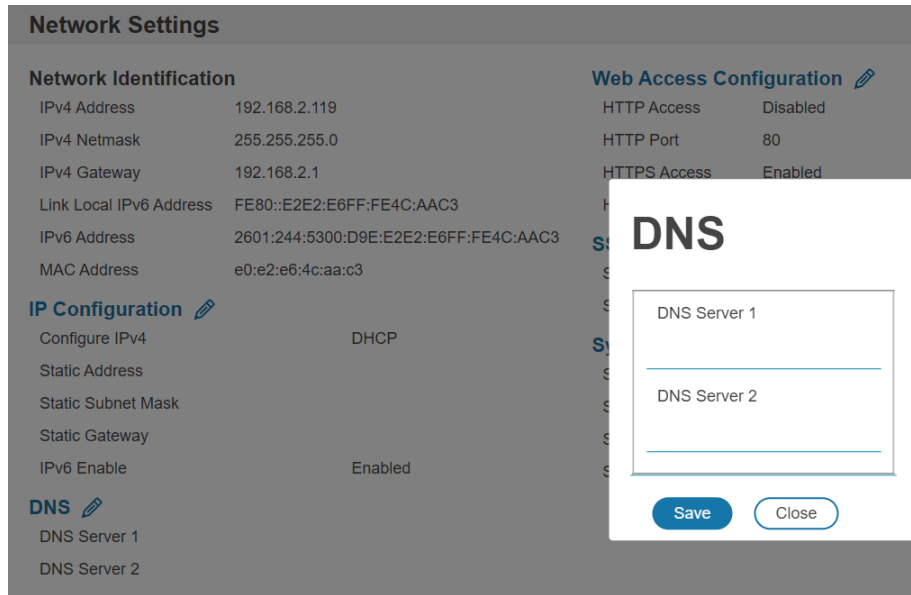 Network Settings
Network Identification
IPv4 Address 192.168.2.119
IPv4 Netmask 255.255.255.0
IPv4 Gateway 192.168.2.1
Link Local IPv6 Address FE80::E2E2:E6FF:FE4C:AAC3
IPv6 Address 2601:244:5300:D9E:E2E2:E6FF:FE4C:AAC3
MAC Address e0:e2:e6:4c:aa:c3
IP Configuration
Configure IPv4 DHCP
Static Address
Static Subnet Mask
Static Gateway
IPv6 Enable Enabled
DNS
DNS Server 1
DNS Server 2
Web Access Configuration
HTTP Access Disabled
HTTP Port 80
HTTPS Access Enabled
DNS
DNS Server 1
DNS Server 2
Save Close